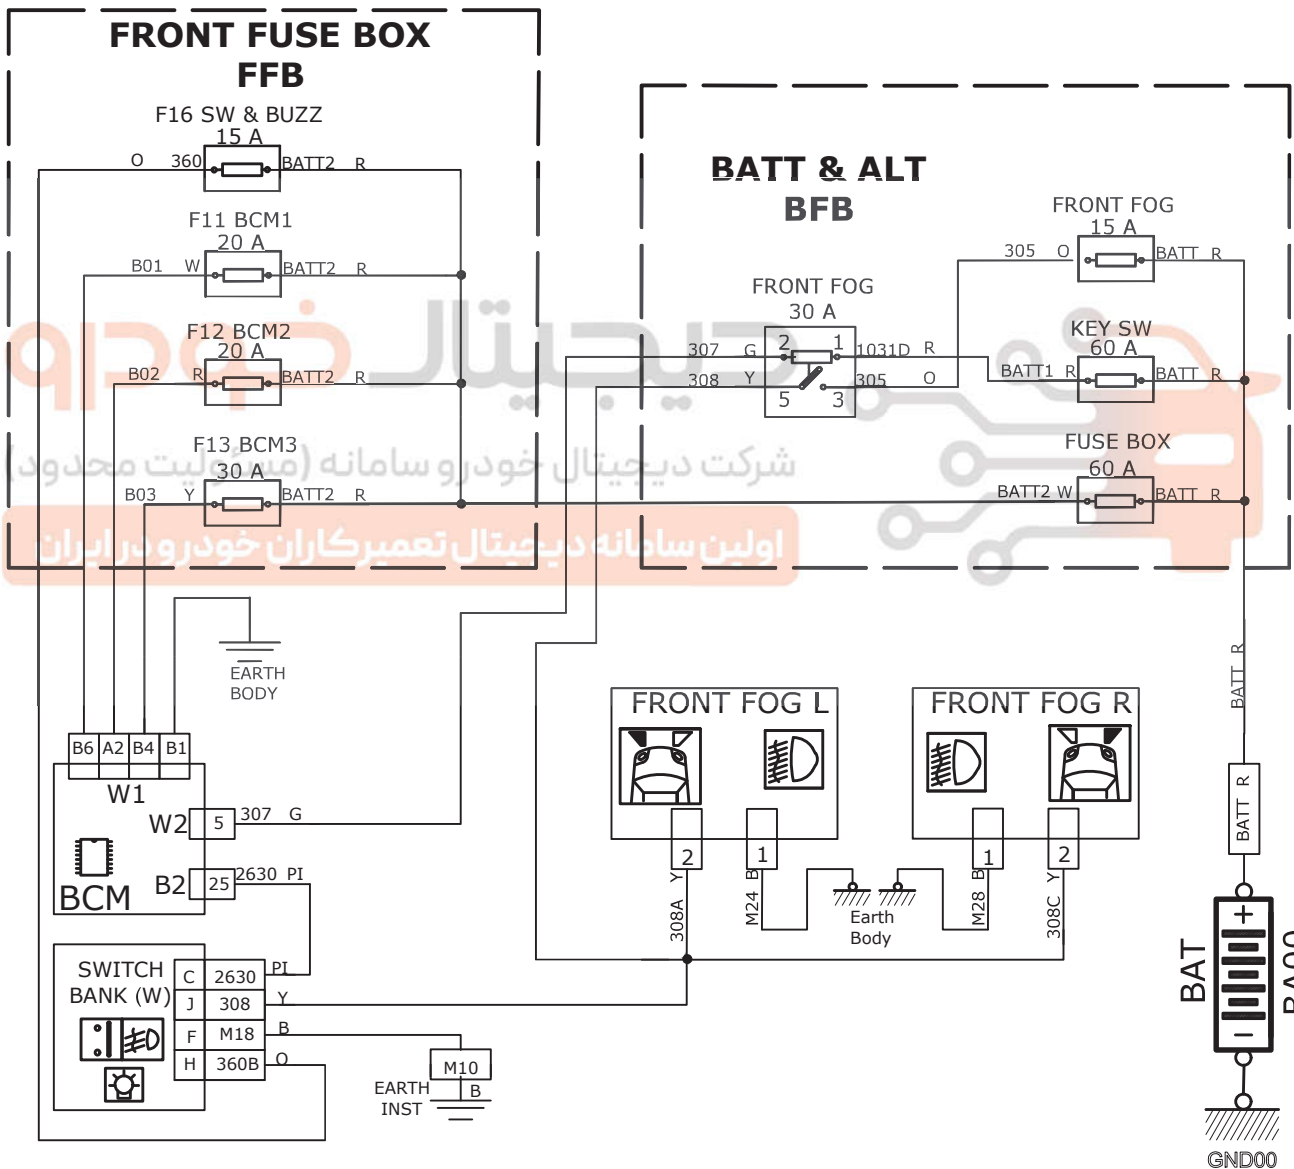 FRONT FUSE BOX
FFB
F16 SW & BUZZ
15 A
O 360 BATT2 R
F11 BCM1
20 A
B01 W BATT2 R
F12 BCM2
20 A
B02 R BATT2 R
F13 BCM3
30 A
B03 Y BATT2 R
BATT & ALT
BFB
FRONT FOG
15 A
305 O BATT R
FRONT FOG
30 A
307 G 2 1 1031D R
308 Y 5 3 305 O
KEY SW
60 A
BATT1 R BATT R
FUSE BOX
60 A
BATT2 W BATT R
دیجیتال خودرو
شرکت دیجیتال خودرو سامانه (مسئولیت محدود)
اولین سامانه دیجیتال تعمیرکاران خودرو در ایران
EARTH
BODY
BATT R
B6 A2 B4 B1
W1
W2 5 307 G
B2 25 2630 PI
BCM
FRONT FOG L
2 1
308A Y
M24 B
FRONT FOG R
1 2
M28 B
308C Y
Earth
Body
BATT R
SWITCH
BANK (W)
C 2630 PI
J 308 Y
F M18 B
H 360B O
M10
B
EARTH
INST
+
BAT
BA00
−
GND00